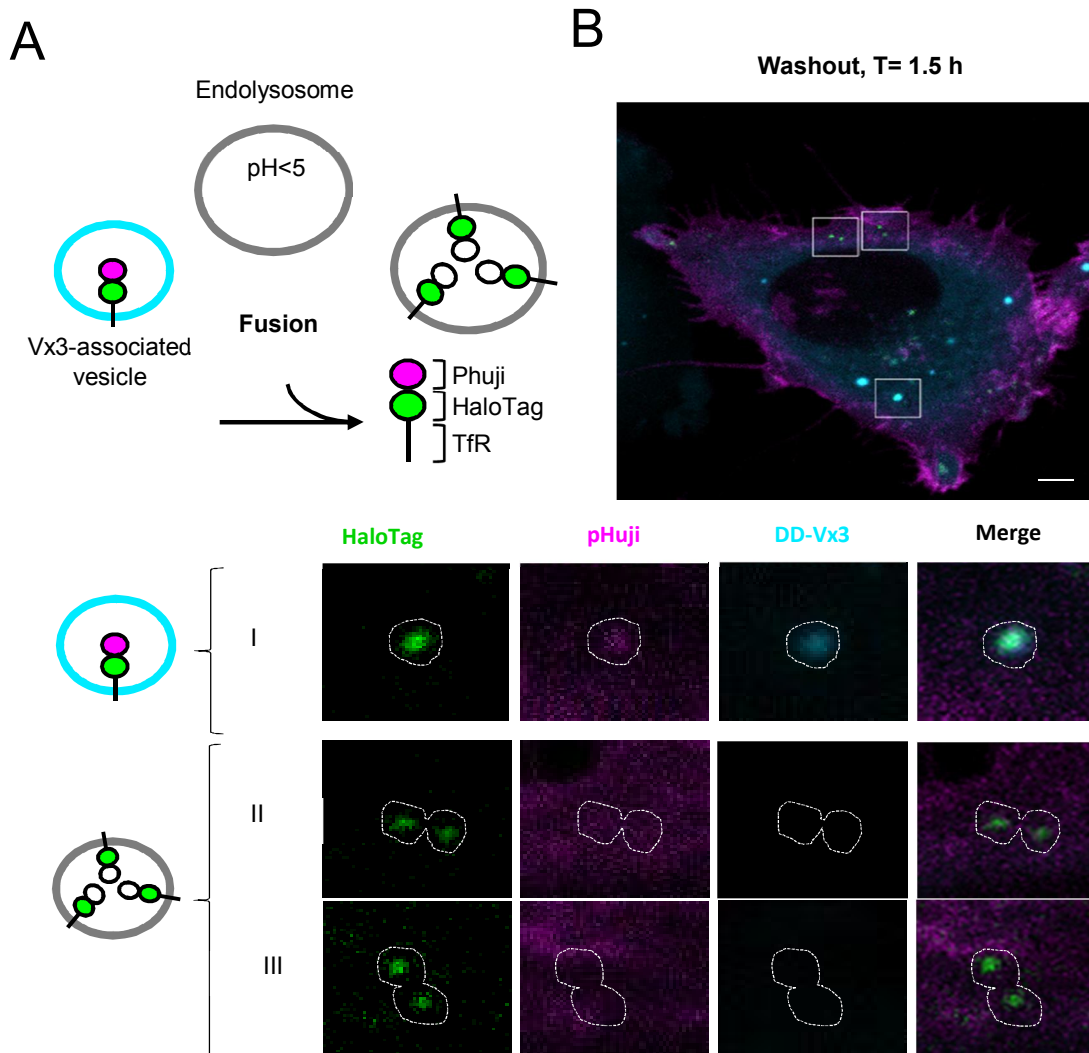 A
B
Washout, T= 1.5 h
Endolysosome
pH<5
Vx3-associated
vesicle
Fusion
Phuji
HaloTag
TfR
HaloTag
pHuji
DD-Vx3
Merge
I
II
III